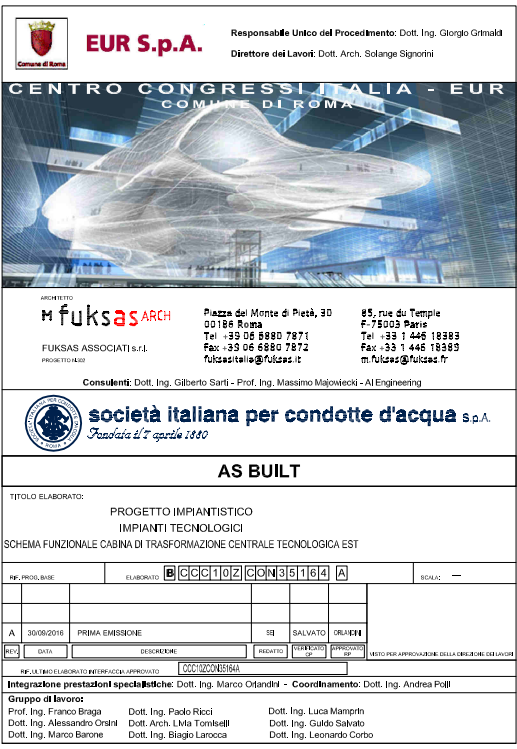 Comune di Roma
EUR S.p.A.
Responsabile Unico del Procedimento: Dott. Ing. Giorgio Grimaldi
Direttore dei Lavori: Dott. Arch. Solange Signorini
CENTRO CONGRESSI ITALIA - EUR
COMUNE DI ROMA
ARCHITETTO
M fuksas ARCH
FUKSAS ASSOCIATI s.r.l.
PROGETTO N.302
Piazza del Monte di Pietà, 30
00186 Roma
Tel +39 06 6880 7871
Fax +39 06 6880 7872
fuksasitalia@fuksas.it
85, rue du Temple
F-75003 Paris
Tel +33 1 446 18383
Fax +33 1 446 18389
m.fuksas@fuksas.fr
Consulenti: Dott. Ing. Gilberto Sarti - Prof. Ing. Massimo Majowiecki - AI Engineering
società italiana per condotte d'acqua S.p.A.
Fondata il 7 aprile 1880
AS BUILT
TITOLO ELABORATO:
PROGETTO IMPIANTISTICO
IMPIANTI TECNOLOGICI
SCHEMA FUNZIONALE CABINA DI TRASFORMAZIONE CENTRALE TECNOLOGICA EST
RIF. PROG. BASE
ELABORATO B CCC10Z CON35164 A
SCALA: —
A 30/09/2016 PRIMA EMISSIONE SEI SALVATO ORLANDINI
REV. DATA DESCRIZIONE REDATTO VERIFICATO CP APPROVATO RP
VISTO PER APPROVAZIONE DELLA DIREZIONE DEI LAVORI
RIF. ULTIMO ELABORATO INTERFACCIA APPROVATO CCC10ZCON35164A
Integrazione prestazioni specialistiche: Dott. Ing. Marco Orlandini - Coordinamento: Dott. Ing. Andrea Polli
Gruppo di lavoro:
Prof. Ing. Franco Braga
Dott. Ing. Alessandro Orsini
Dott. Ing. Marco Barone
Dott. Ing. Paolo Ricci
Dott. Arch. Livia Tomiselli
Dott. Ing. Biagio Larocca
Dott. Ing. Luca Mamprin
Dott. Ing. Guido Salvato
Dott. Ing. Leonardo Corbo